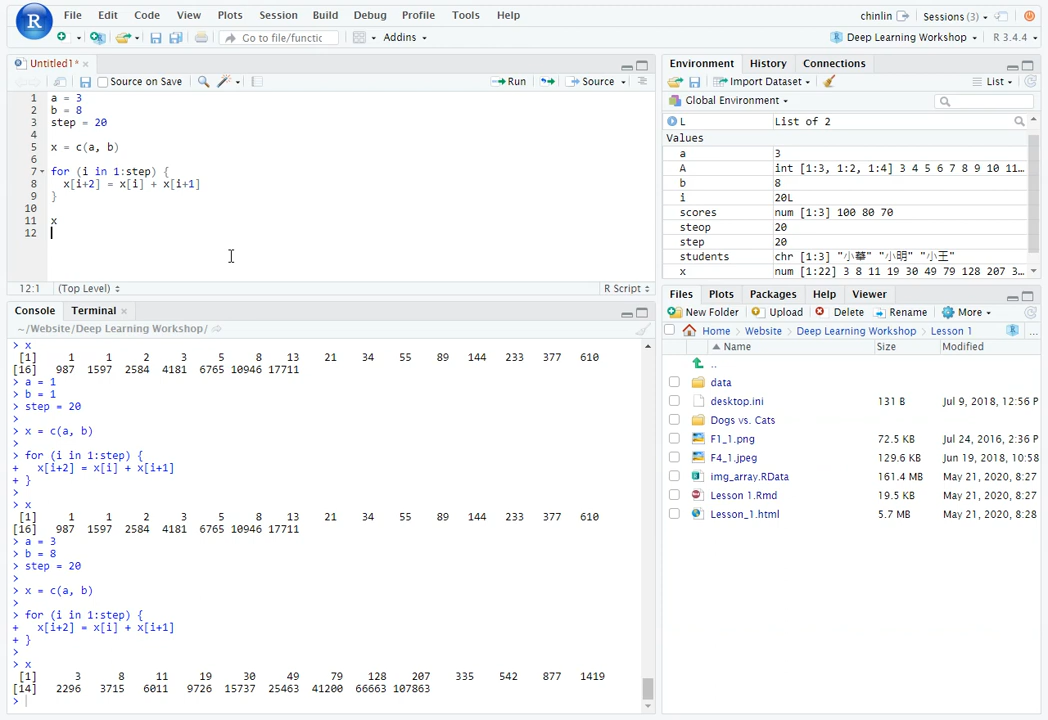 File Edit Code View Plots Session Build Debug Profile Tools Help
chinlin Sessions (3)
Go to file/functic Addins
Deep Learning Workshop R 3.4.4
Untitled1*
Source on Save Run Source
1 a = 3
2 b = 8
3 step = 20
4
5 x = c(a, b)
6
7 for (i in 1:step) {
8 x[i+2] = x[i] + x[i+1]
9 }
10
11 x
12
12:1 (Top Level) R Script
Console Terminal
~/Website/Deep Learning Workshop/
> x
[1] 1 1 2 3 5 8 13 21 34 55 89 144 233 377 610
[16] 987 1597 2584 4181 6765 10946 17711
> a = 1
> b = 1
> step = 20
>
> x = c(a, b)
>
> for (i in 1:step) {
+ x[i+2] = x[i] + x[i+1]
+ }
>
> x
[1] 1 1 2 3 5 8 13 21 34 55 89 144 233 377 610
[16] 987 1597 2584 4181 6765 10946 17711
> a = 3
> b = 8
> step = 20
>
> x = c(a, b)
>
> for (i in 1:step) {
+ x[i+2] = x[i] + x[i+1]
+ }
>
> x
[1] 3 8 11 19 30 49 79 128 207 335 542 877 1419
[14] 2296 3715 6011 9726 15737 25463 41200 66663 107863
>
Environment History Connections
Import Dataset List
Global Environment
L List of 2
Values
a 3
A int [1:3, 1:2, 1:4] 3 4 5 6 7 8 9 10 11...
b 8
i 20L
scores num [1:3] 100 80 70
steop 20
step 20
students chr [1:3] "小華" "小明" "小王"
x num [1:22] 3 8 11 19 30 49 79 128 207 3...
Files Plots Packages Help Viewer
New Folder Upload Delete Rename More
Home Website Deep Learning Workshop Lesson 1 ...
Name Size Modified
..
data
desktop.ini 131 B Jul 9, 2018, 12:56 P
Dogs vs. Cats
F1_1.png 72.5 KB Jul 24, 2016, 2:36 P
F4_1.jpeg 129.6 KB Jun 19, 2018, 10:58
img_array.RData 161.4 MB May 21, 2020, 8:27
Lesson 1.Rmd 19.5 KB May 21, 2020, 8:27
Lesson_1.html 5.7 MB May 21, 2020, 8:28